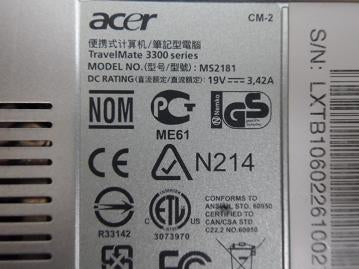 acer
CM-2
便携式计算机/筆記型電腦
TravelMate 3300 series
MODEL NO. (型号/型號): MS2181
DC RATING(直流额定/直流額定): 19V 3,42A
NOM
PCT
Nemko
GS
ME61
CE
N214
ETL
R33142
3073970
CONFORMS TO
ANSI/UL STD. 60950
CERTIFIED TO
CAN/CSA STD.
C22.2 NO.60950
S/N: LXTB10602261002